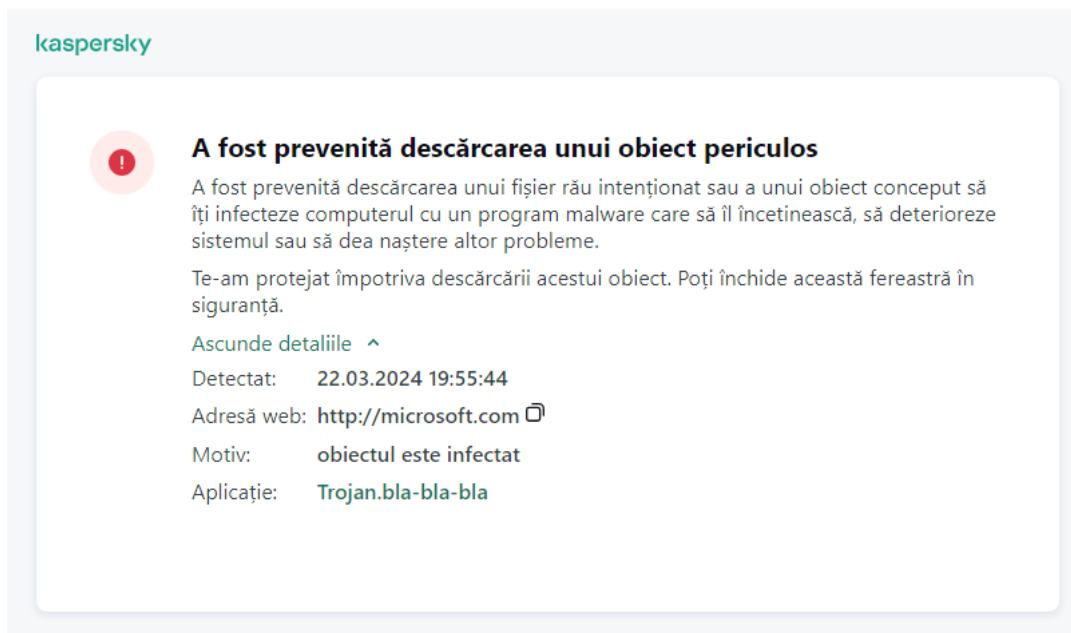 kaspersky
A fost prevenită descărcarea unui obiect periculos
A fost prevenită descărcarea unui fișier rău intenționat sau a unui obiect conceput să
îți infecteze computerul cu un program malware care să îl încetinească, să deterioreze
sistemul sau să dea naștere altor probleme.
Te-am protejat împotriva descărcării acestui obiect. Poți închide această fereastră în
siguranță.
Ascunde detaliile
Detectat: 22.03.2024 19:55:44
Adresă web: http://microsoft.com
Motiv: obiectul este infectat
Aplicație: Trojan.bla-bla-bla